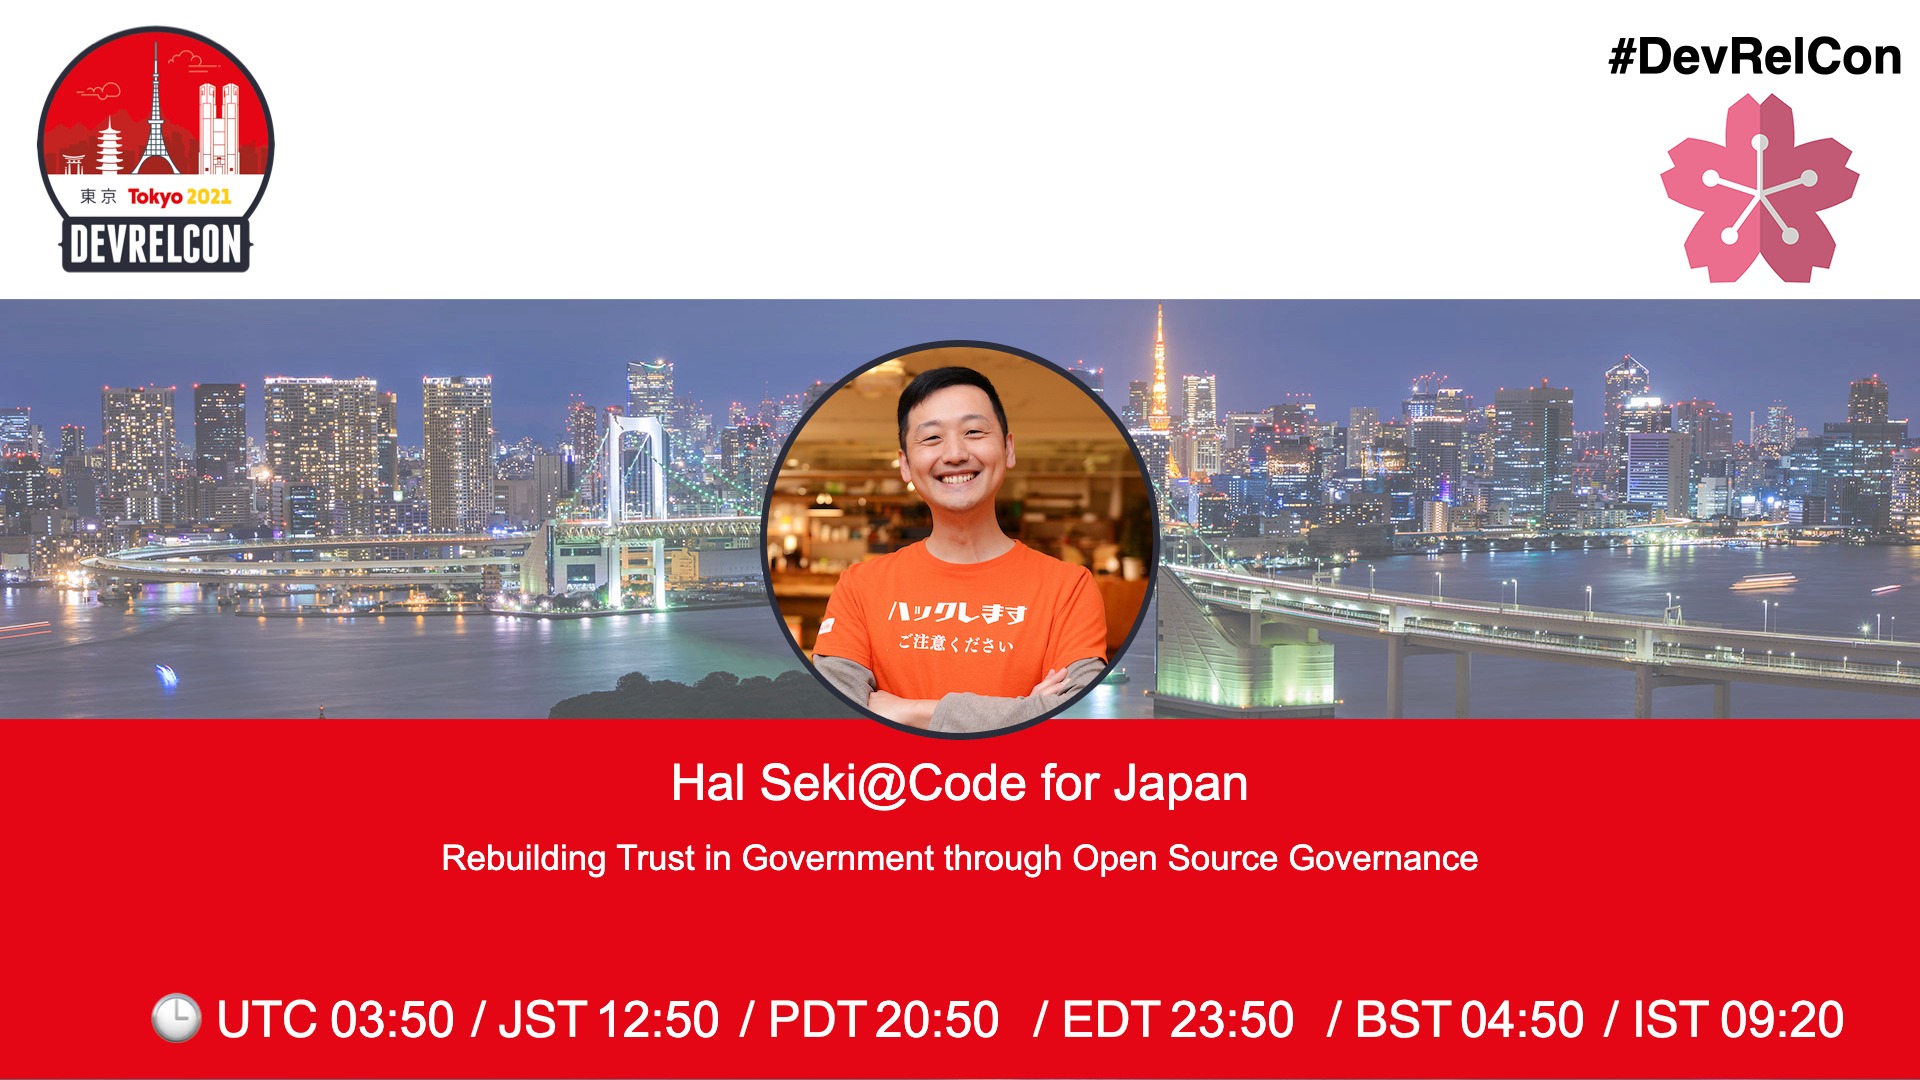 #DevRelCon
東京 Tokyo 2021
DEVRELCON
ハックします
ご注意ください
Hal Seki@Code for Japan
Rebuilding Trust in Government through Open Source Governance
UTC 03:50 / JST 12:50 / PDT 20:50 / EDT 23:50 / BST 04:50 / IST 09:20